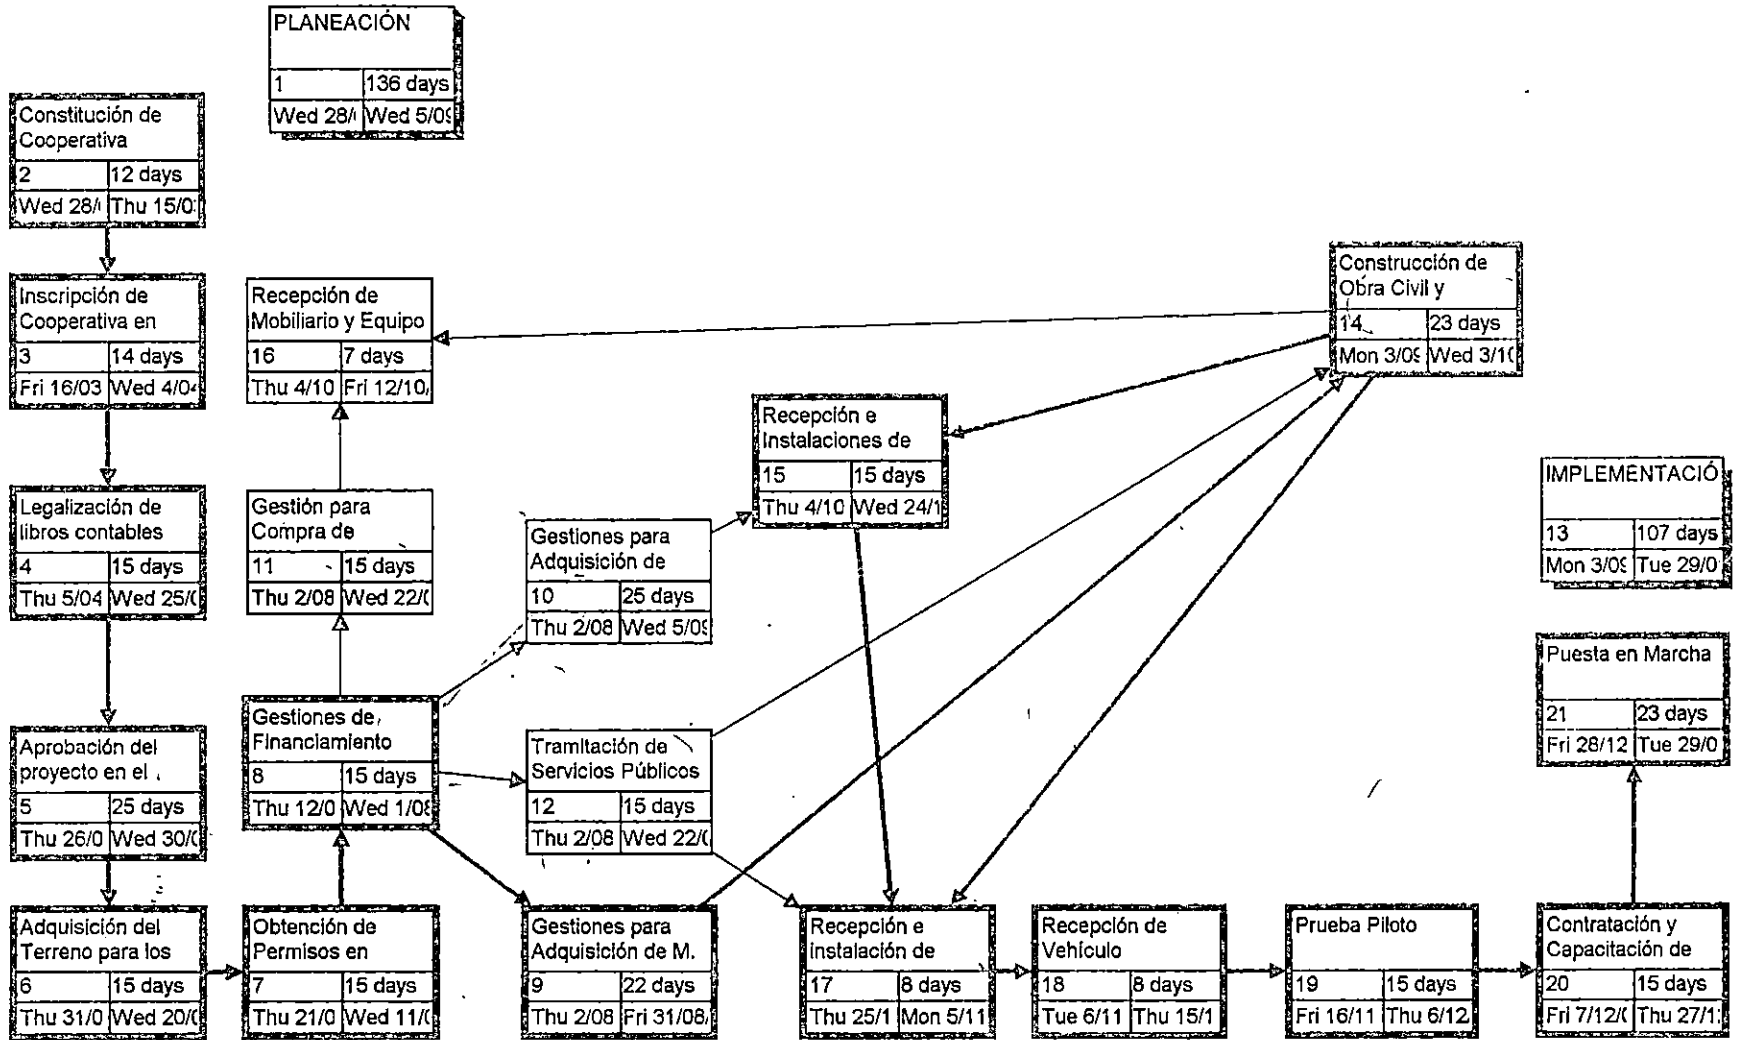 PLANEACIÓN
1 136 days
Wed 28/ Wed 5/09
Constitución de
Cooperativa
2 12 days
Wed 28/ Thu 15/0
Inscripción de
Cooperativa en
3 14 days
Fri 16/03 Wed 4/04
Legalización de
libros contables
4 15 days
Thu 5/04 Wed 25/0
Aprobación del
proyecto en el
5 25 days
Thu 26/0 Wed 30/0
Adquisición del
Terreno para los
6 15 days
Thu 31/0 Wed 20/0
Recepción de
Mobiliario y Equipo
16 7 days
Thu 4/10 Fri 12/10/
Gestión para
Compra de
11 15 days
Thu 2/08 Wed 22/0
Gestiones de
Financiamiento
8 15 days
Thu 12/0 Wed 1/08
Obtención de
Permisos en
7 15 days
Thu 21/0 Wed 11/0
Gestiones para
Adquisición de
10 25 days
Thu 2/08 Wed 5/09
Tramitación de
Servicios Públicos
12 15 days
Thu 2/08 Wed 22/0
Gestiones para
Adquisición de M.
9 22 days
Thu 2/08 Fri 31/08/
Recepción e
Instalaciones de
15 15 days
Thu 4/10 Wed 24/1
Recepción e
instalación de
17 8 days
Thu 25/1 Mon 5/11
Recepción de
Vehículo
18 8 days
Tue 6/11 Thu 15/1
Construcción de
Obra Civil y
14 23 days
Mon 3/09 Wed 3/10
Prueba Piloto
19 15 days
Fri 16/11 Thu 6/12
IMPLEMENTACIÓ
13 107 days
Mon 3/09 Tue 29/0
Puesta en Marcha
21 23 days
Fri 28/12 Tue 29/0
Contratación y
Capacitación de
20 15 days
Fri 7/12/0 Thu 27/1